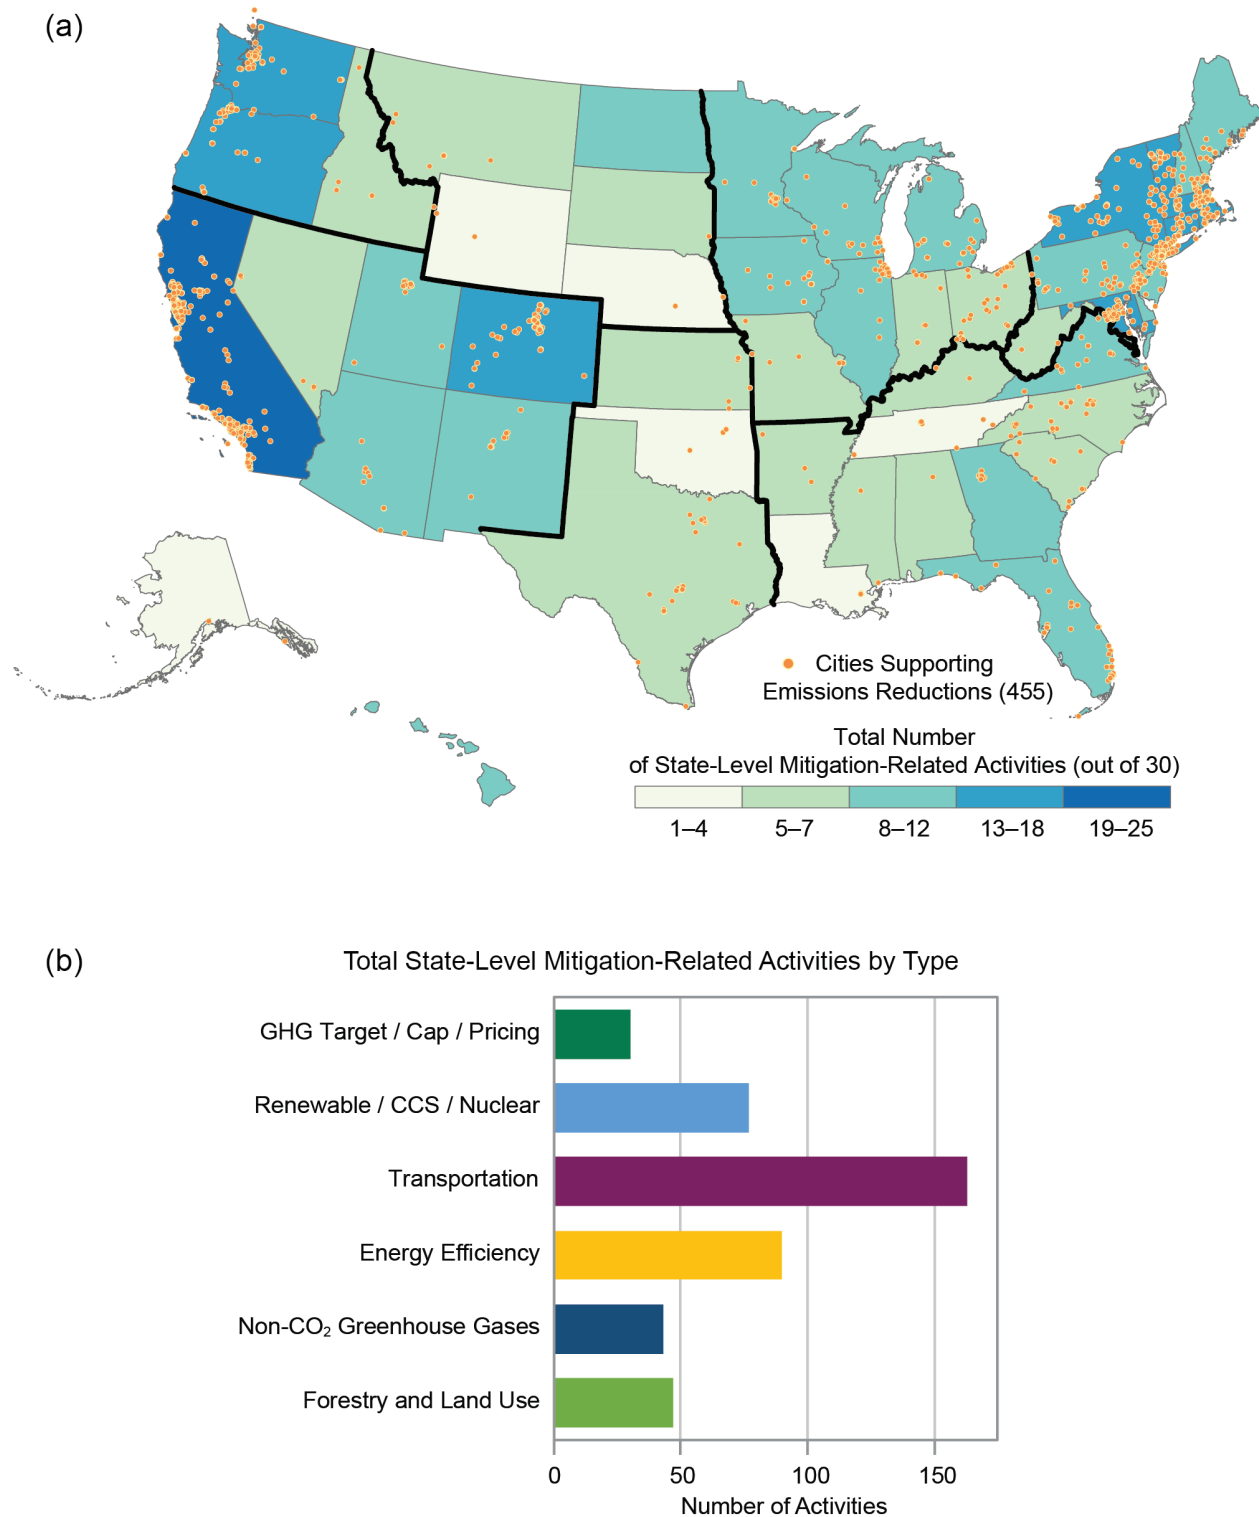 (a)
Cities Supporting
Emissions Reductions (455)
Total Number
of State-Level Mitigation-Related Activities (out of 30)
1–4 5–7 8–12 13–18 19–25
(b)
Total State-Level Mitigation-Related Activities by Type
GHG Target / Cap / Pricing
Renewable / CCS / Nuclear
Transportation
Energy Efficiency
Non-CO₂ Greenhouse Gases
Forestry and Land Use
0 50 100 150
Number of Activities